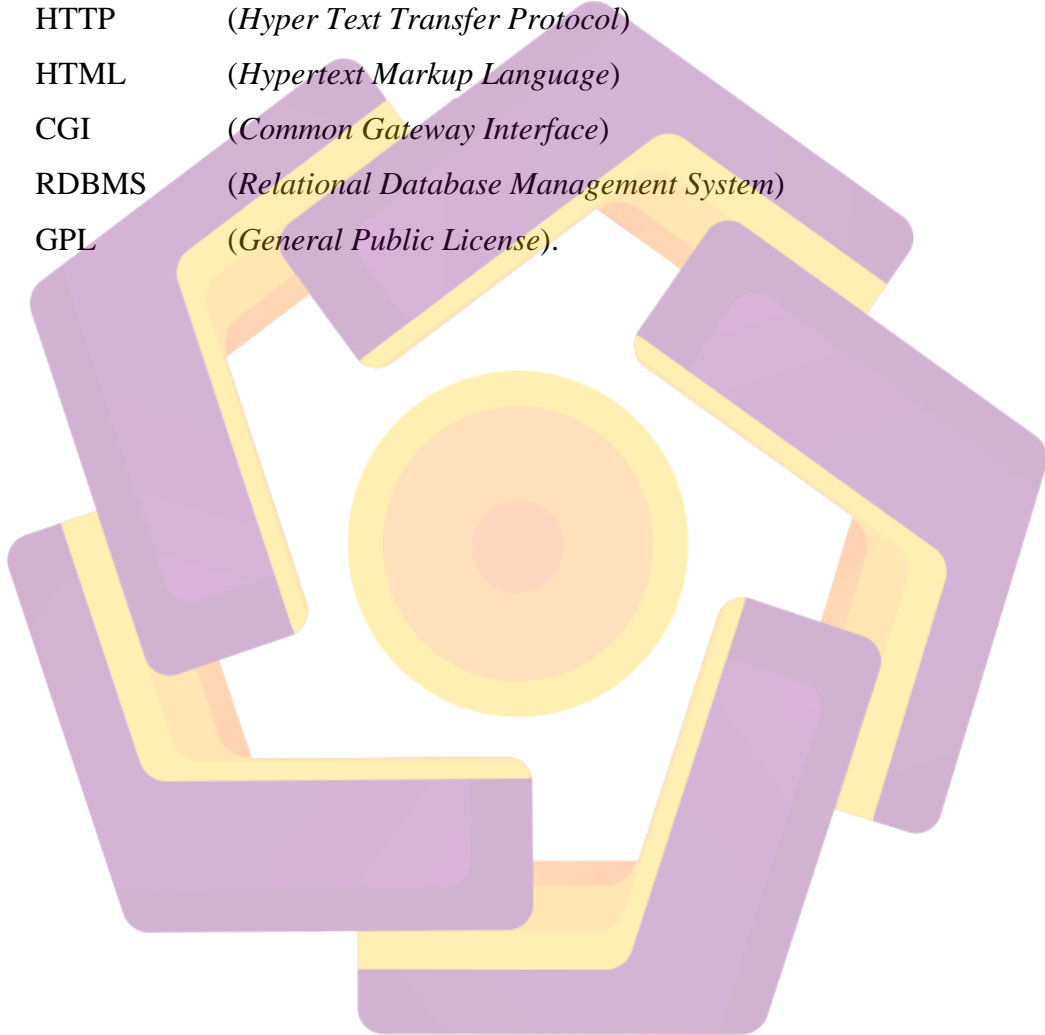 HTTP (Hyper Text Transfer Protocol)
HTML (Hypertext Markup Language)
CGI (Common Gateway Interface)
RDBMS (Relational Database Management System)
GPL (General Public License).